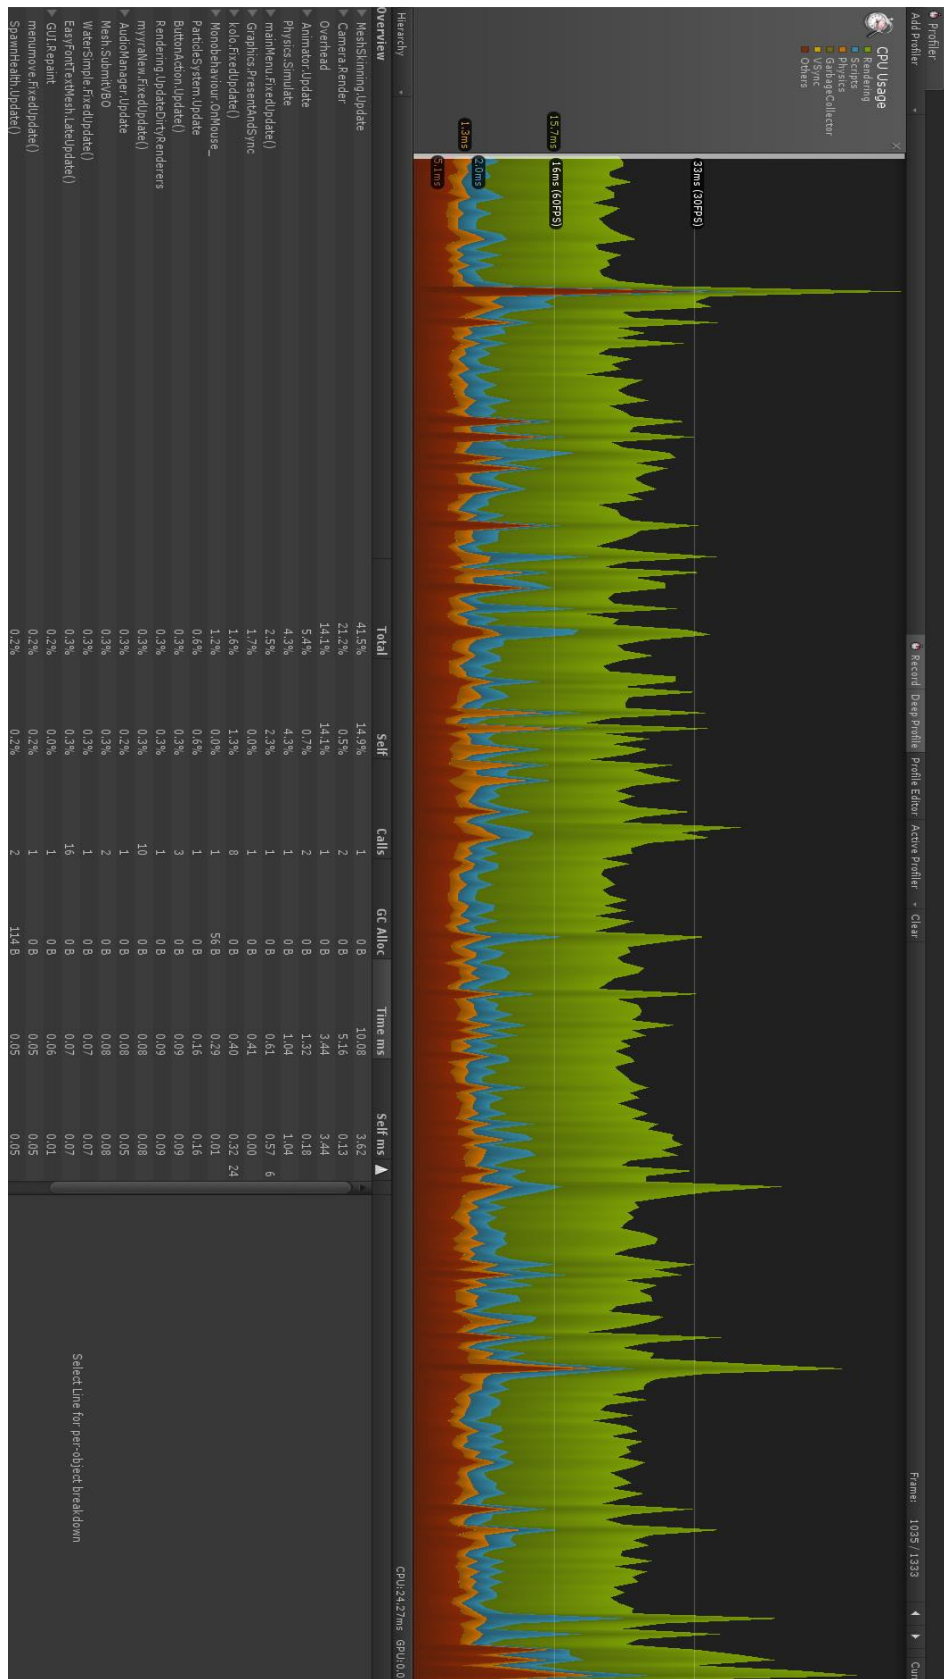 Profiler
Add Profiler Record Deep Profile Profile Editor Active Profiler Clear Frame: 1035 / 1333
CPU Usage
Rendering
Scripts
Physics
GarbageCollector
VSync
Others
33ms (30FPS)
15.7ms 16ms (60FPS)
2.0ms
1.3ms
5.1ms
Hierarchy CPU:24.27ms GPU:0.0
Overview Total Self Calls GC Alloc Time ms Self ms
MeshSkinning.Update 41.5% 14.9% 1 0 B 10.08 3.62
Camera.Render 21.2% 0.5% 2 0 B 5.16 0.13
Overhead 14.1% 14.1% 1 0 B 3.44 3.44
Animator.Update 5.4% 0.7% 2 0 B 1.32 0.18
Physics.Simulate 4.3% 4.3% 1 0 B 1.04 1.04
mainMenu.FixedUpdate() 2.5% 2.3% 1 0 B 0.61 0.57 6
Graphics.PresentAndSync 1.7% 0.0% 1 0 B 0.41 0.00
kolo.FixedUpdate() 1.6% 1.3% 8 0 B 0.40 0.32 24
Monobehaviour.OnMouse_ 1.2% 0.0% 1 56 B 0.29 0.01
ParticleSystem.Update 0.6% 0.6% 1 0 B 0.16 0.16
ButtonAction.Update() 0.3% 0.3% 3 0 B 0.09 0.09
Rendering.UpdateDirtyRenderers 0.3% 0.3% 1 0 B 0.09 0.09
myyraNew.FixedUpdate() 0.3% 0.3% 10 0 B 0.08 0.08
AudioManager.Update 0.3% 0.2% 1 0 B 0.08 0.05
Mesh.SubmitVBO 0.3% 0.3% 2 0 B 0.08 0.08
WaterSimple.FixedUpdate() 0.3% 0.3% 1 0 B 0.07 0.07
EasyFontTextMesh.LateUpdate() 0.3% 0.3% 16 0 B 0.07 0.07
GUI.Repaint 0.2% 0.0% 1 0 B 0.06 0.01
menumove.FixedUpdate() 0.2% 0.2% 1 0 B 0.05 0.05
SpawnHealth.Update() 0.2% 0.2% 2 114 B 0.05 0.05
Select Line for per-object breakdown